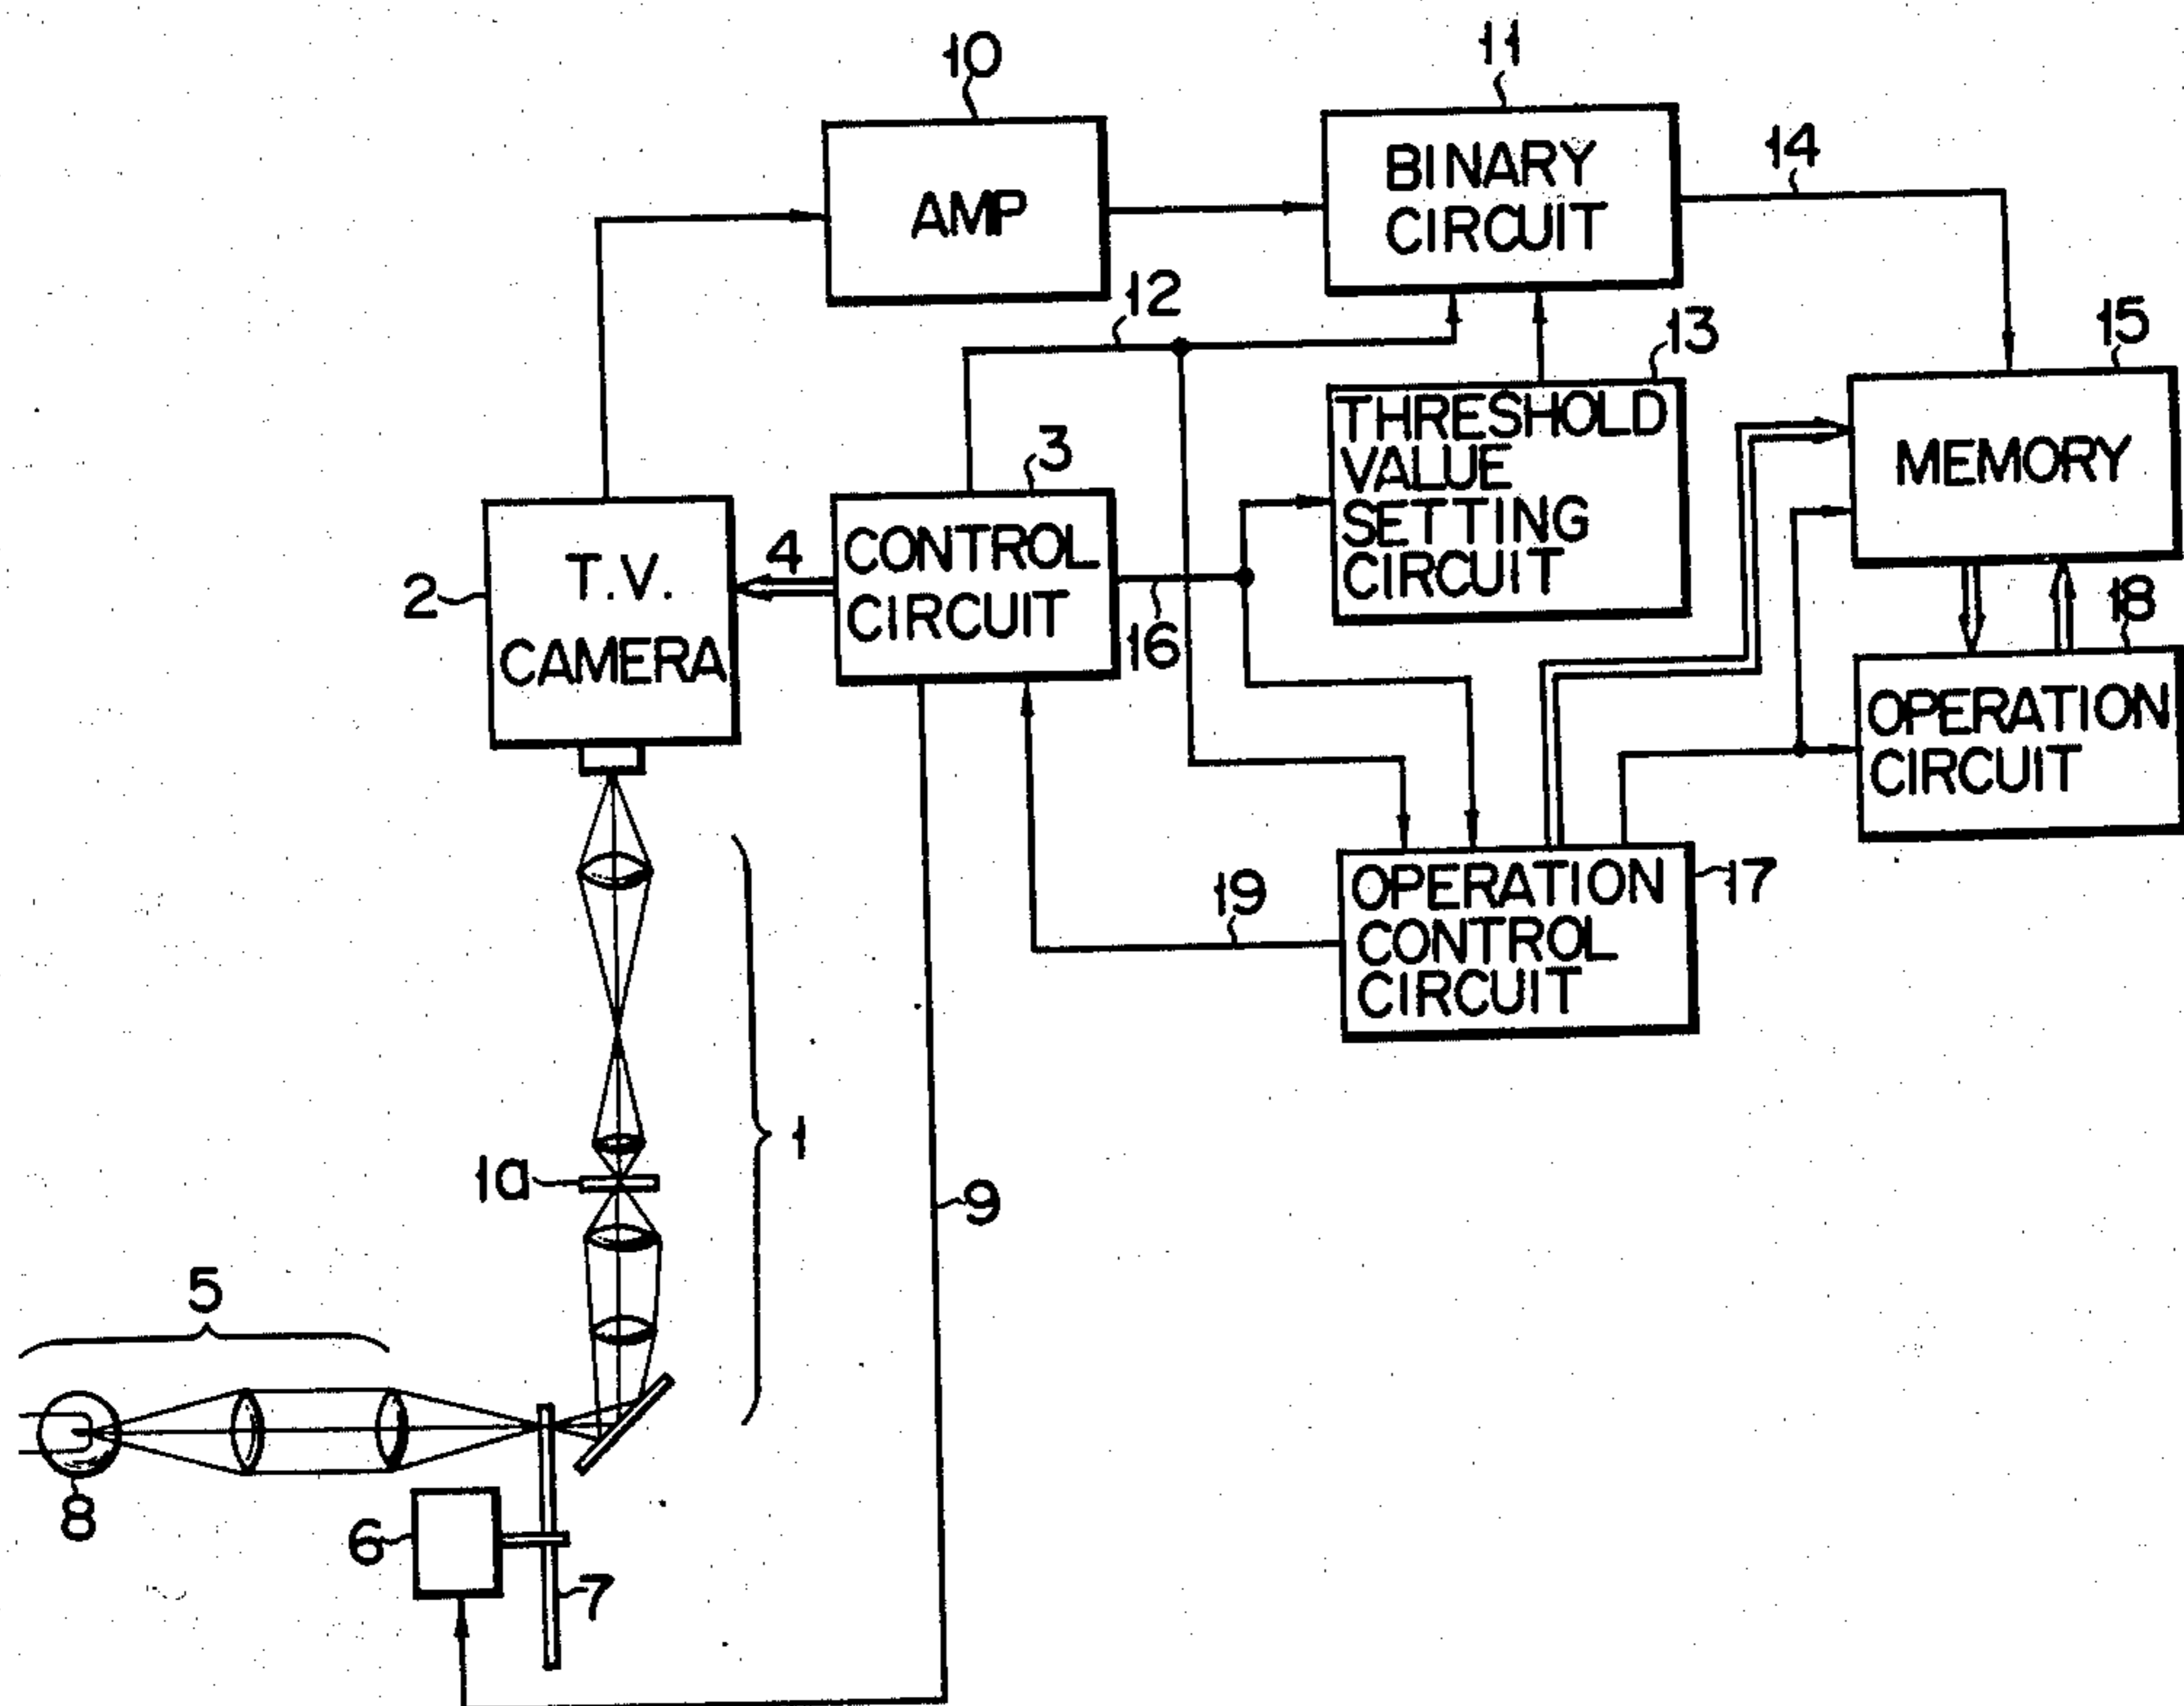 10
11
AMP
BINARY
CIRCUIT
14
12
13
15
THRESHOLD
VALUE
SETTING
CIRCUIT
MEMORY
3
2
T.V.
CAMERA
4
CONTROL
CIRCUIT
16
18
OPERATION
CIRCUIT
OPERATION
CONTROL
CIRCUIT
17
19
1
1a
9
5
8
6
7